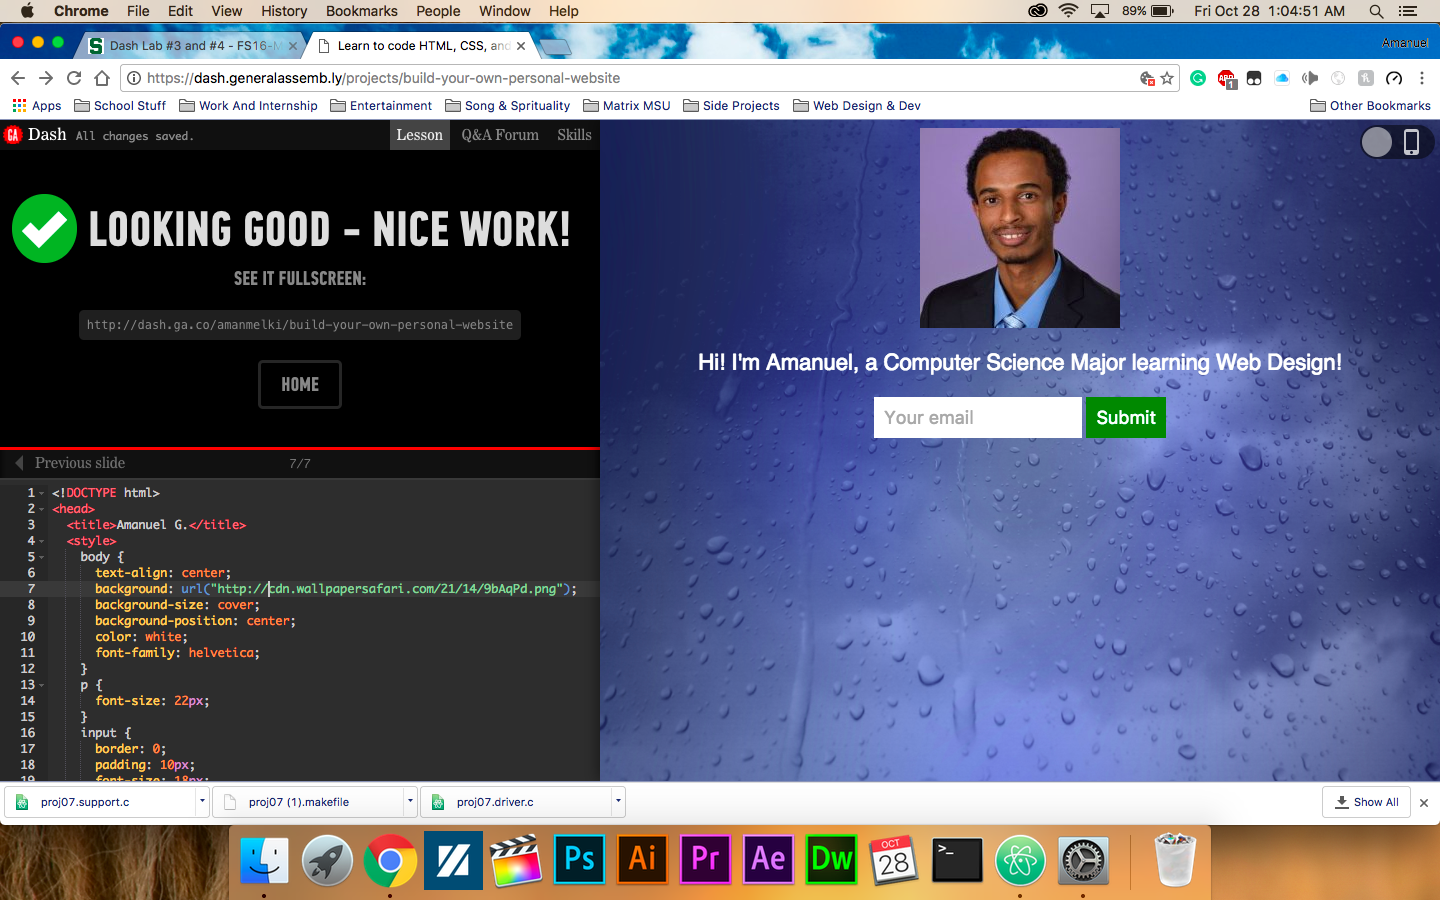 Chrome File Edit View History Bookmarks People Window Help 89% Fri Oct 28 1:04:51 AM
Dash Lab #3 and #4 - FS16-M Learn to code HTML, CSS, and Amanuel
https://dash.generalassemb.ly/projects/build-your-own-personal-website ABP 1
Apps School Stuff Work And Internship Entertainment Song & Sprituality Matrix MSU Side Projects Web Design & Dev Other Bookmarks
GA Dash All changes saved. Lesson Q&A Forum Skills
LOOKING GOOD - NICE WORK!
SEE IT FULLSCREEN:
http://dash.ga.co/amanmelki/build-your-own-personal-website
HOME
Previous slide 7/7
1 <!DOCTYPE html>
2 <head>
3 <title>Amanuel G.</title>
4 <style>
5 body {
6 text-align: center;
7 background: url("http://cdn.wallpapersafari.com/21/14/9bAqPd.png");
8 background-size: cover;
9 background-position: center;
10 color: white;
11 font-family: helvetica;
12 }
13 p {
14 font-size: 22px;
15 }
16 input {
17 border: 0;
18 padding: 10px;
19 font-size: 18px;
Hi! I'm Amanuel, a Computer Science Major learning Web Design!
Your email Submit
proj07.support.c proj07 (1).makefile proj07.driver.c Show All
Ps Ai Pr Ae Dw OCT 28 >_